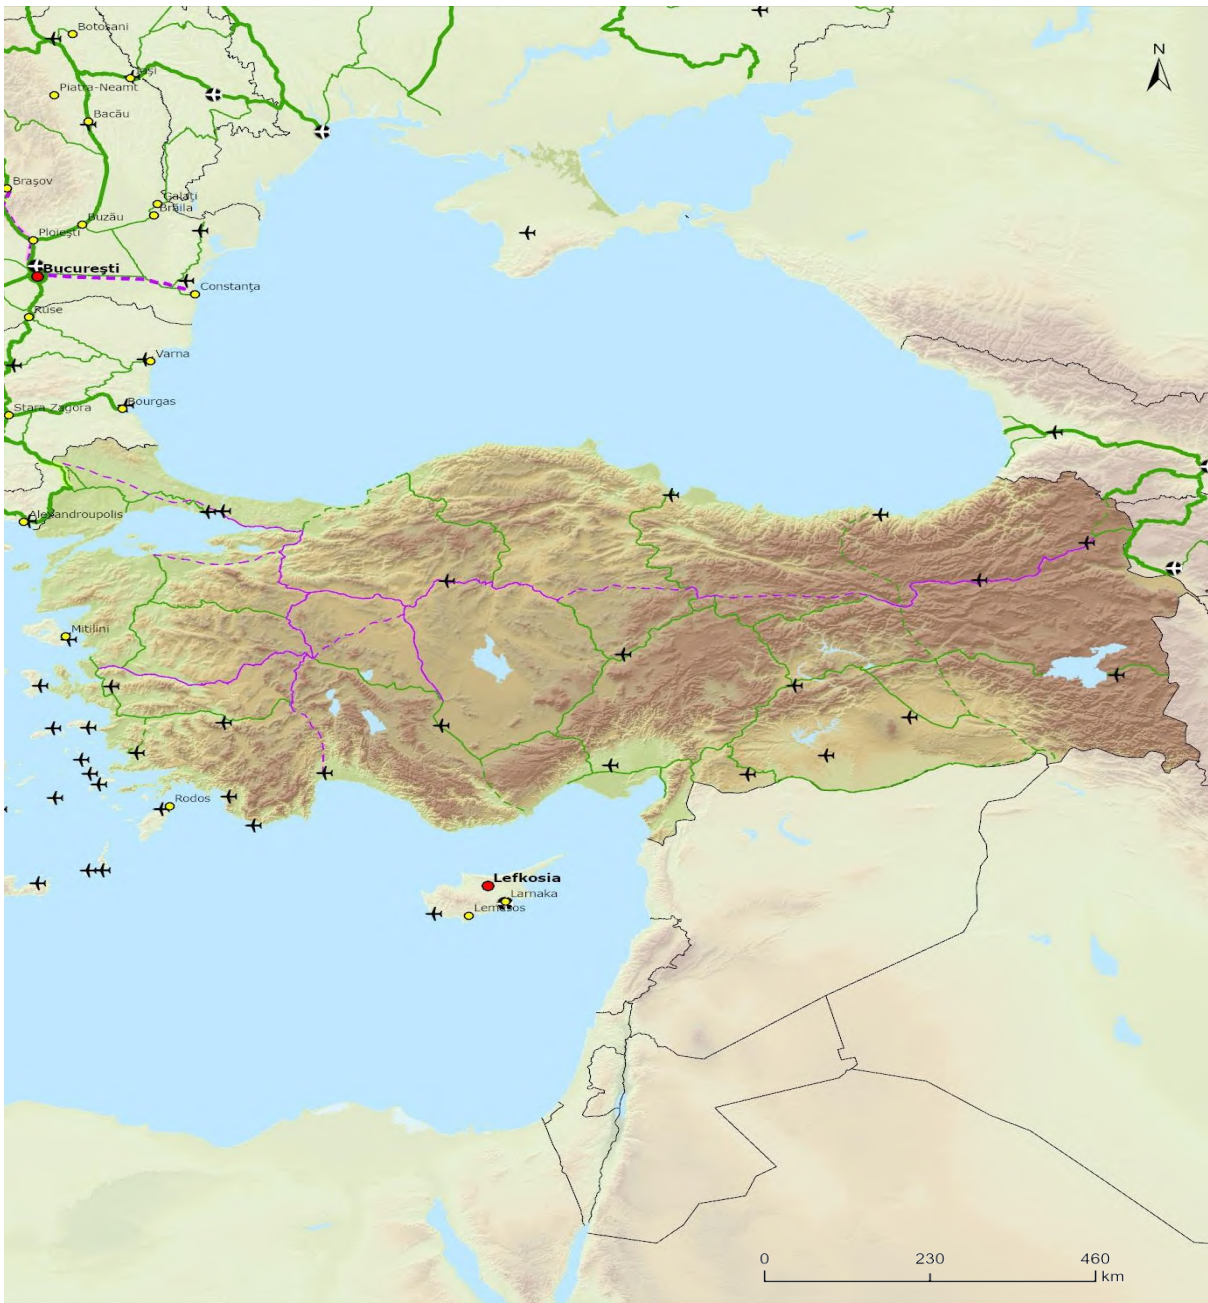 Botoșani
N
Iași
Piatra-Neamț
Bacău
Brașov
Galați
Brăila
Buzău
Ploiești
București
Constanța
Ruse
Varna
Bourgas
Stara Zagora
Alexandroupolis
Mitilini
Rodos
Lefkosia
Larnaka
Lemesos
0 230 460
km